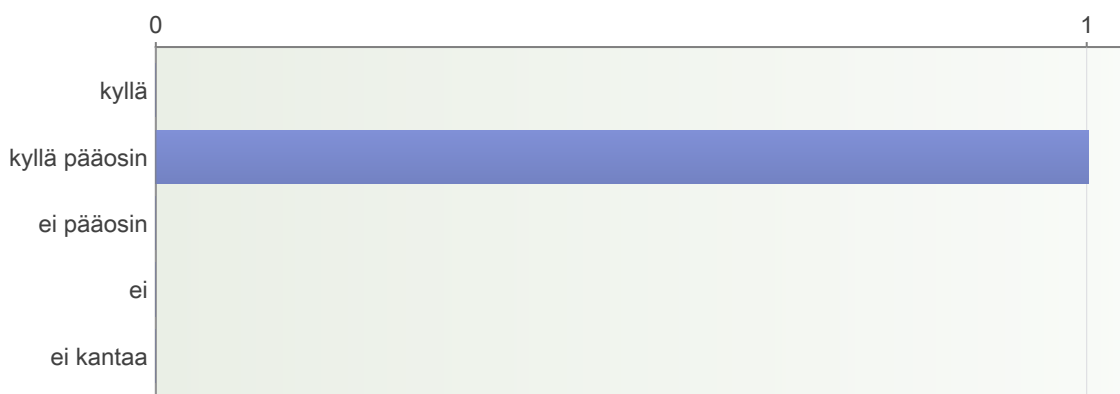 0 1
kyllä
kyllä pääosin
ei pääosin
ei
ei kantaa